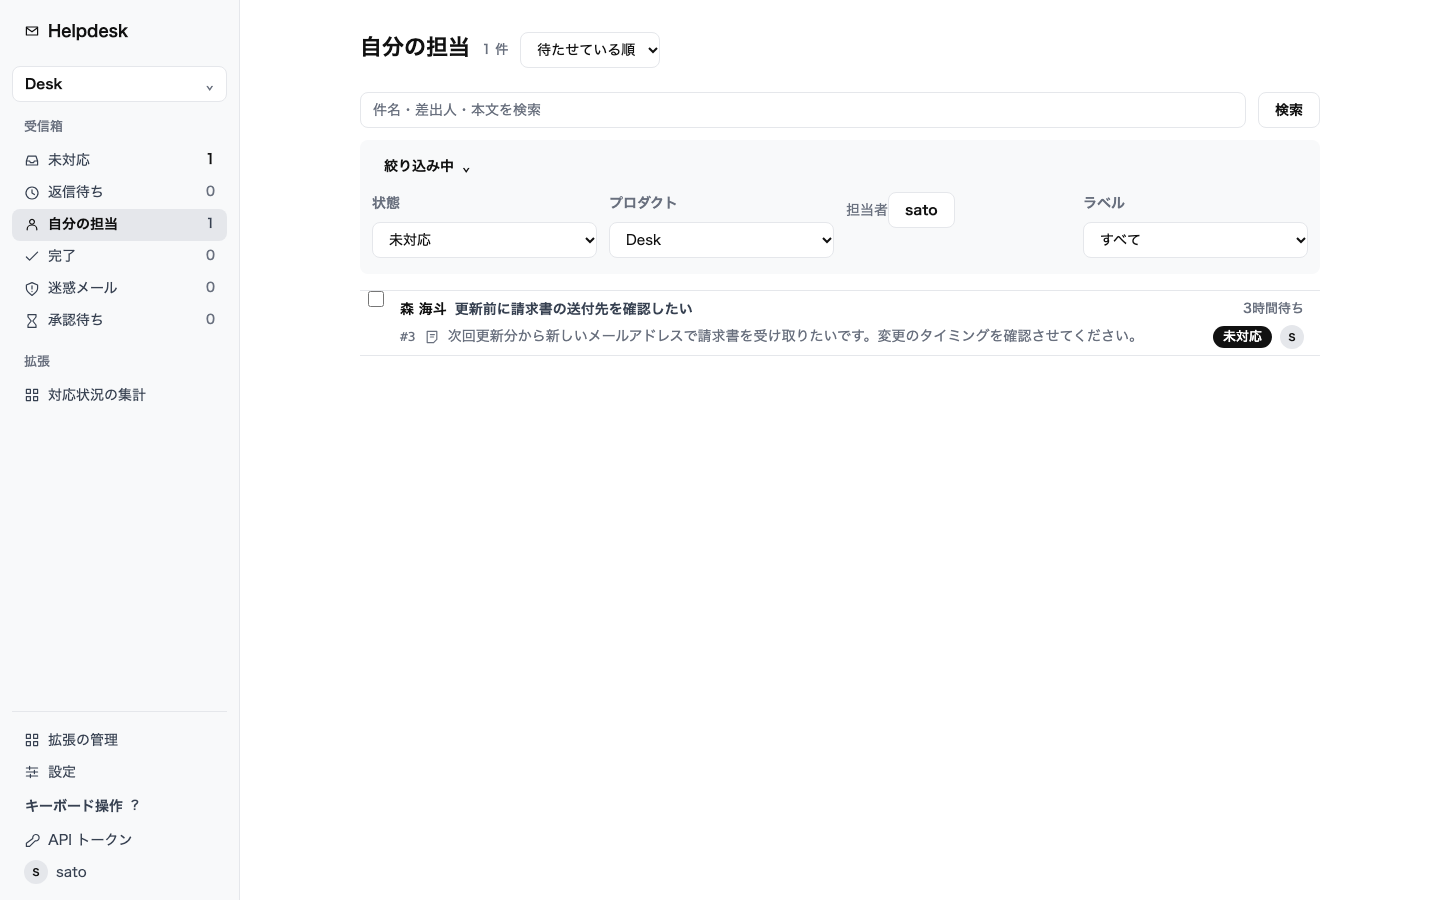 Helpdesk
Desk
受信箱
未対応 1
返信待ち 0
自分の担当 1
完了 0
迷惑メール 0
承認待ち 0
拡張
対応状況の集計
拡張の管理
設定
キーボード操作 ?
API トークン
S sato
自分の担当 1 件 待たせている順
件名・差出人・本文を検索 検索
絞り込み中
状態 プロダクト 担当者 sato ラベル
未対応 Desk すべて
森 海斗 更新前に請求書の送付先を確認したい 3時間待ち
#3 次回更新分から新しいメールアドレスで請求書を受け取りたいです。変更のタイミングを確認させてください。 未対応 S